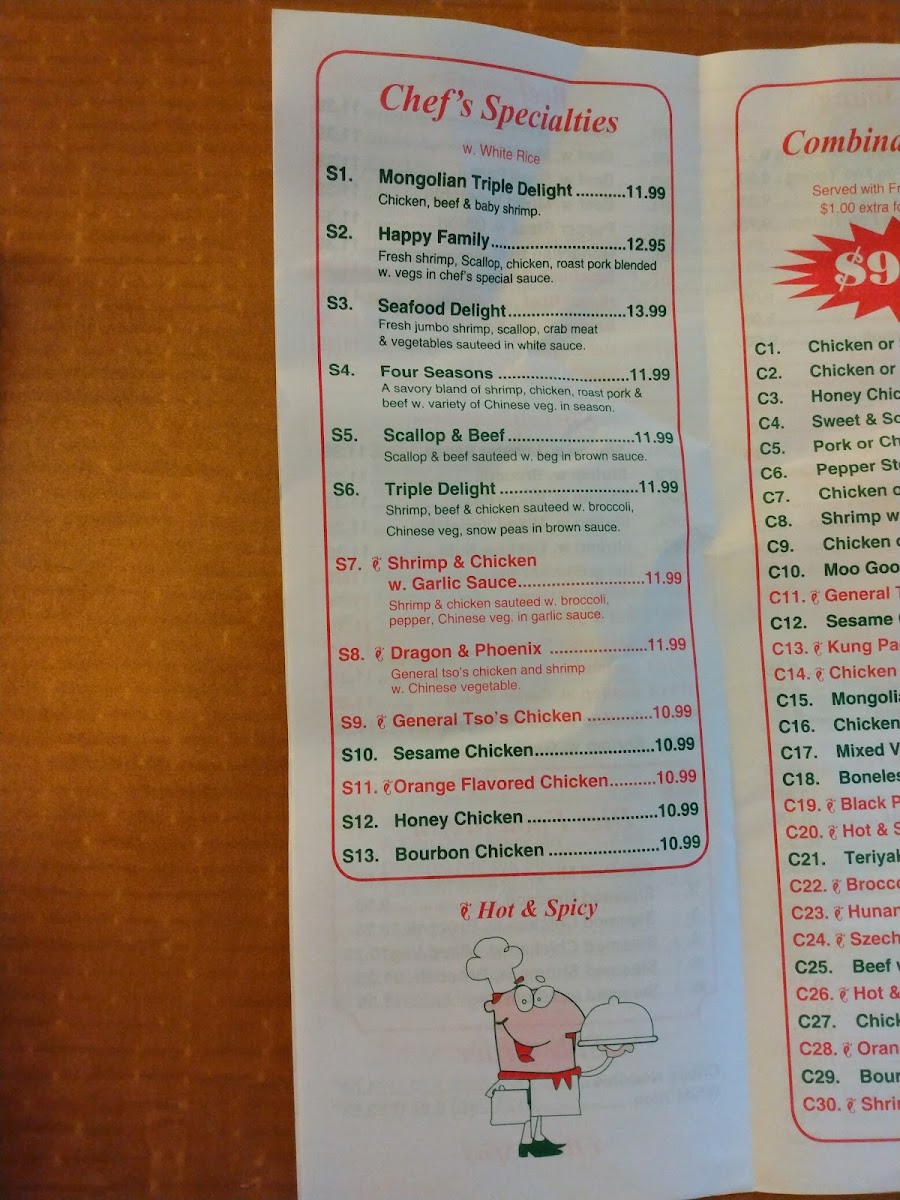 Chef's Specialties
w. White Rice
S1. Mongolian Triple Delight ...........11.99
Chicken, beef & baby shrimp.
S2. Happy Family..............................12.95
Fresh shrimp, Scallop, chicken, roast pork blended
w. vegs in chef's special sauce.
S3. Seafood Delight..........................13.99
Fresh jumbo shrimp, scallop, crab meat
& vegetables sauteed in white sauce.
S4. Four Seasons .............................11.99
A savory bland of shrimp, chicken, roast pork &
beef w. variety of Chinese veg. in season.
S5. Scallop & Beef............................11.99
Scallop & beef sauteed w. beg in brown sauce.
S6. Triple Delight ..............................11.99
Shrimp, beef & chicken sauteed w. broccoli,
Chinese veg, snow peas in brown sauce.
S7. Shrimp & Chicken
w. Garlic Sauce............................11.99
Shrimp & chicken sauteed w. broccoli,
pepper, Chinese veg. in garlic sauce.
S8. Dragon & Phoenix .....................11.99
General tso's chicken and shrimp
w. Chinese vegetable.
S9. General Tso's Chicken ..............10.99
S10. Sesame Chicken..........................10.99
S11. Orange Flavored Chicken..........10.99
S12. Honey Chicken ............................10.99
S13. Bourbon Chicken ........................10.99
Hot & Spicy
Combina
Served with Fr
$1.00 extra fo
$9
C1. Chicken or
C2. Chicken or
C3. Honey Chic
C4. Sweet & So
C5. Pork or Ch
C6. Pepper Ste
C7. Chicken o
C8. Shrimp w
C9. Chicken
C10. Moo Goo
C11. General T
C12. Sesame
C13. Kung Pa
C14. Chicken
C15. Mongolia
C16. Chicken
C17. Mixed V
C18. Boneles
C19. Black P
C20. Hot & S
C21. Teriyak
C22. Brocco
C23. Hunan
C24. Szech
C25. Beef
C26. Hot &
C27. Chick
C28. Oran
C29. Bour
C30. Shri